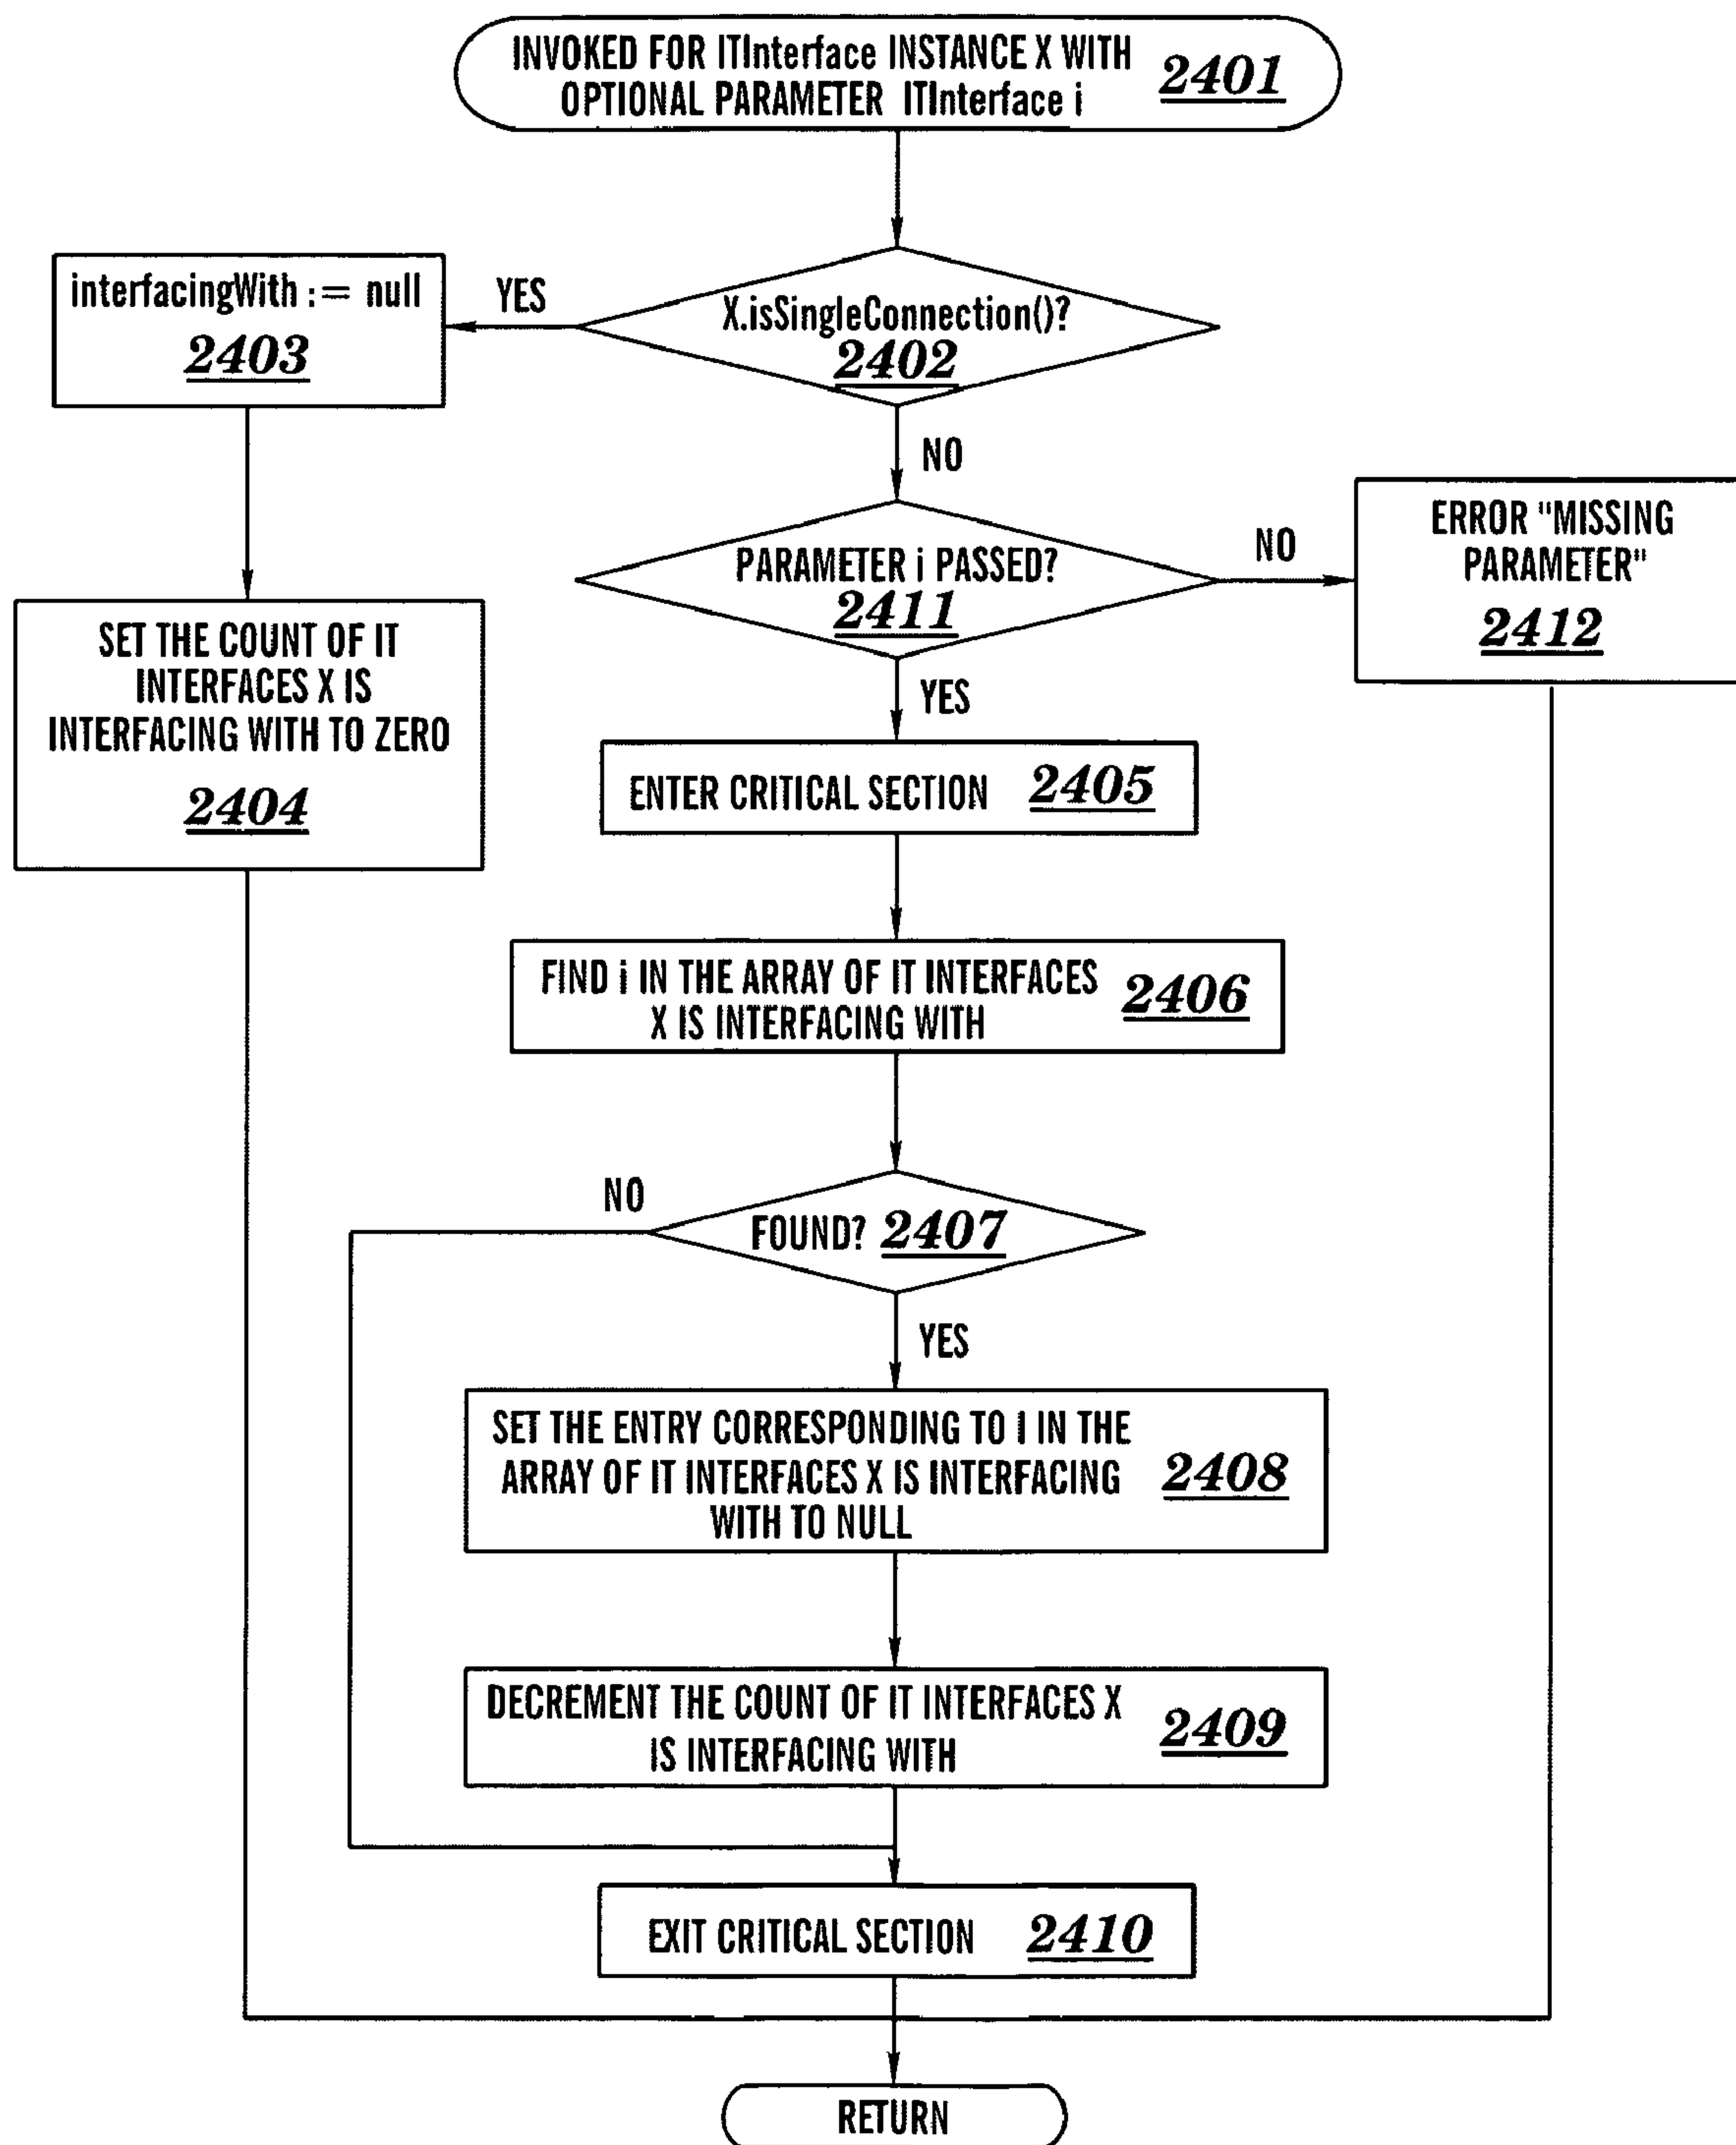 INVOKED FOR ITInterface INSTANCE X WITH
OPTIONAL PARAMETER ITInterface i
2401
X.isSingleConnection()?
2402
YES
interfacingWith := null
2403
NO
SET THE COUNT OF IT
INTERFACES X IS
INTERFACING WITH TO ZERO
2404
PARAMETER i PASSED?
2411
NO
ERROR "MISSING
PARAMETER"
2412
YES
ENTER CRITICAL SECTION 2405
FIND i IN THE ARRAY OF IT INTERFACES
X IS INTERFACING WITH
2406
FOUND? 2407
NO
YES
SET THE ENTRY CORRESPONDING TO I IN THE
ARRAY OF IT INTERFACES X IS INTERFACING
WITH TO NULL
2408
DECREMENT THE COUNT OF IT INTERFACES X
IS INTERFACING WITH
2409
EXIT CRITICAL SECTION 2410
RETURN